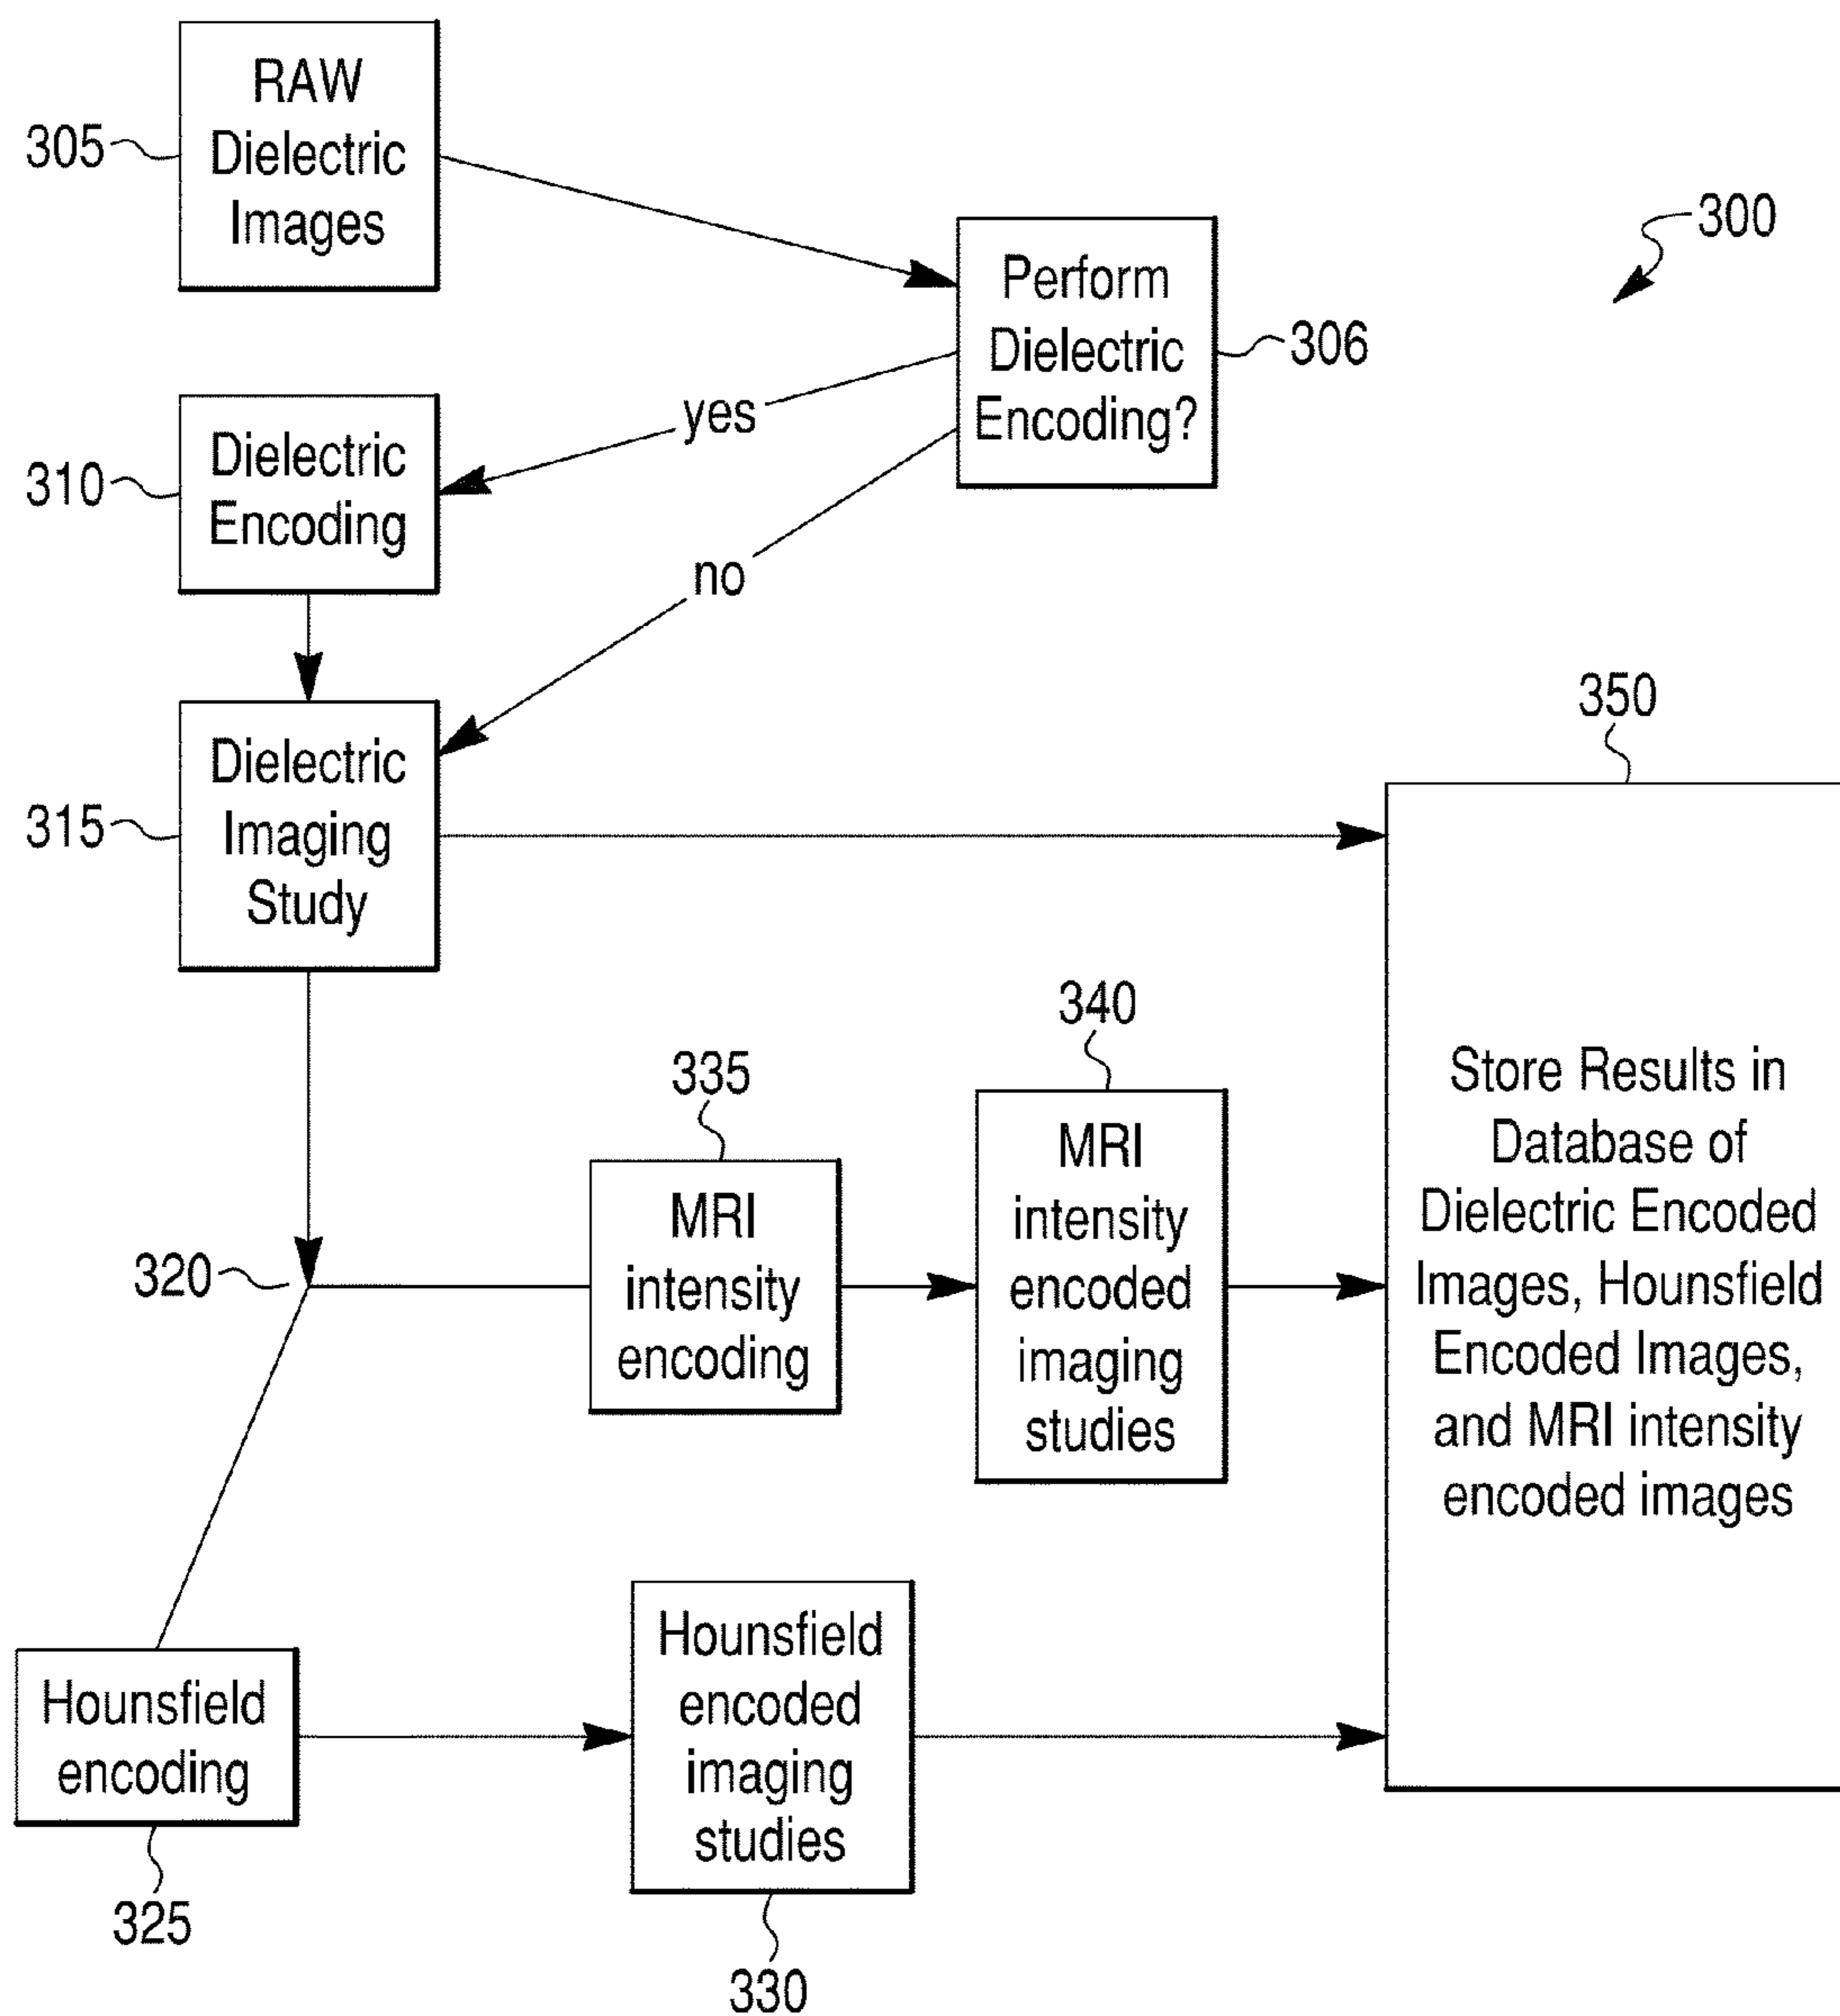 RAW
Dielectric
Images
305
300
Perform
Dielectric
Encoding?
306
yes
Dielectric
Encoding
310
no
Dielectric
Imaging
Study
315
350
340
335
320
MRI
intensity
encoding
MRI
intensity
encoded
imaging
studies
Store Results in
Database of
Dielectric Encoded
Images, Hounsfield
Encoded Images,
and MRI intensity
encoded images
Hounsfield
encoding
325
Hounsfield
encoded
imaging
studies
330